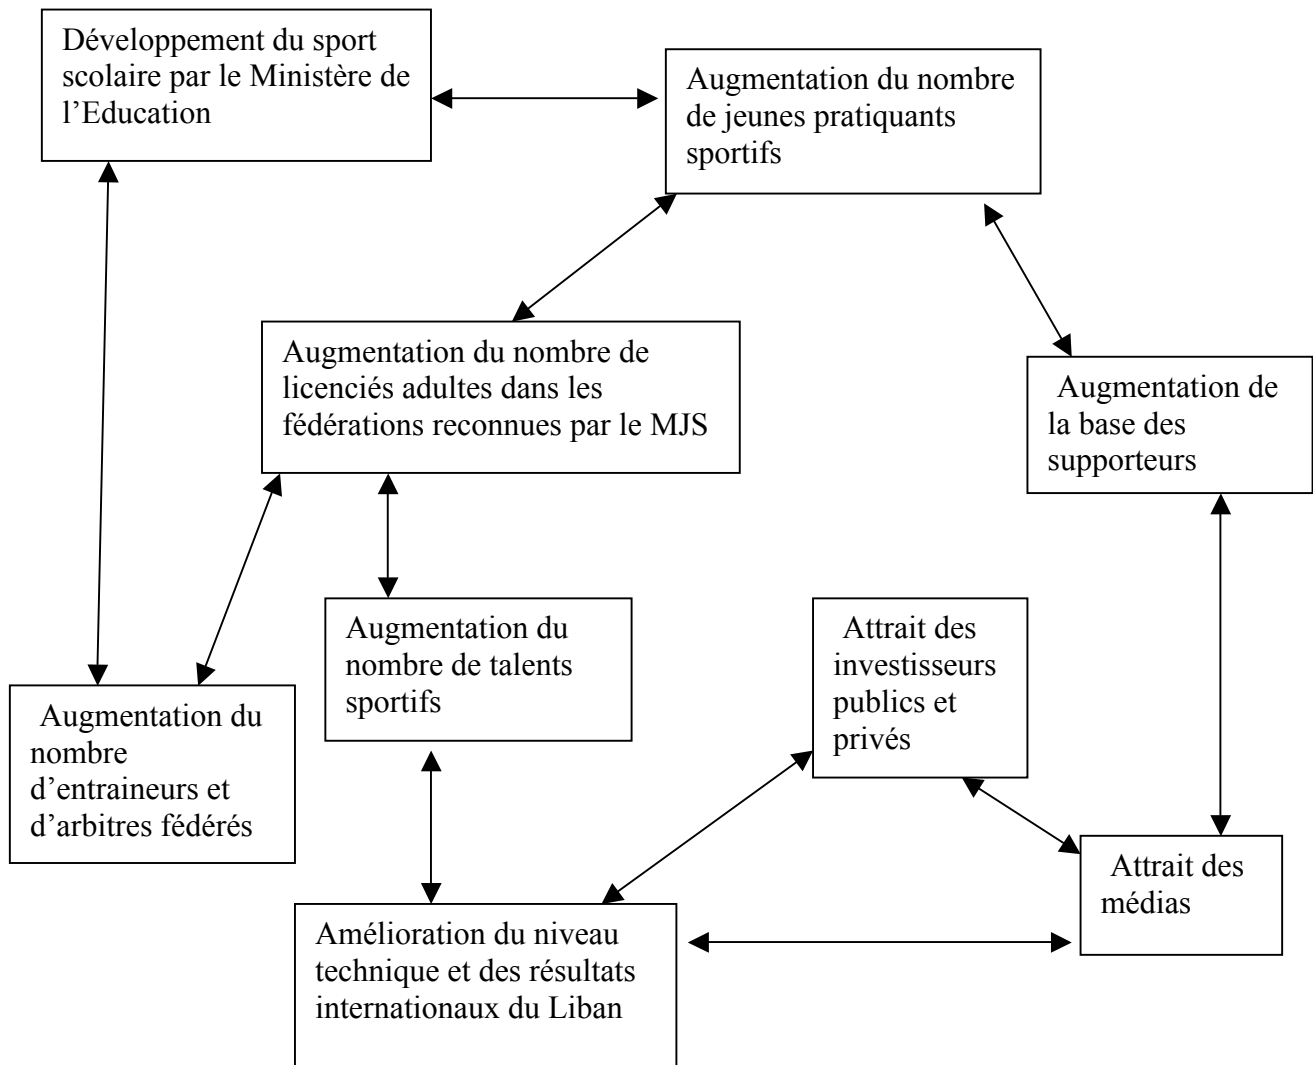 Développement du sport
scolaire par le Ministère de
l’Education
Augmentation du nombre
de jeunes pratiquants
sportifs
Augmentation du nombre de
licenciés adultes dans les
fédérations reconnues par le MJS
Augmentation de
la base des
supporteurs
Augmentation du
nombre de talents
sportifs
Attrait des
investisseurs
publics et
privés
Augmentation du
nombre
d’entraineurs et
d’arbitres fédérés
Attrait des
médias
Amélioration du niveau
technique et des résultats
internationaux du Liban